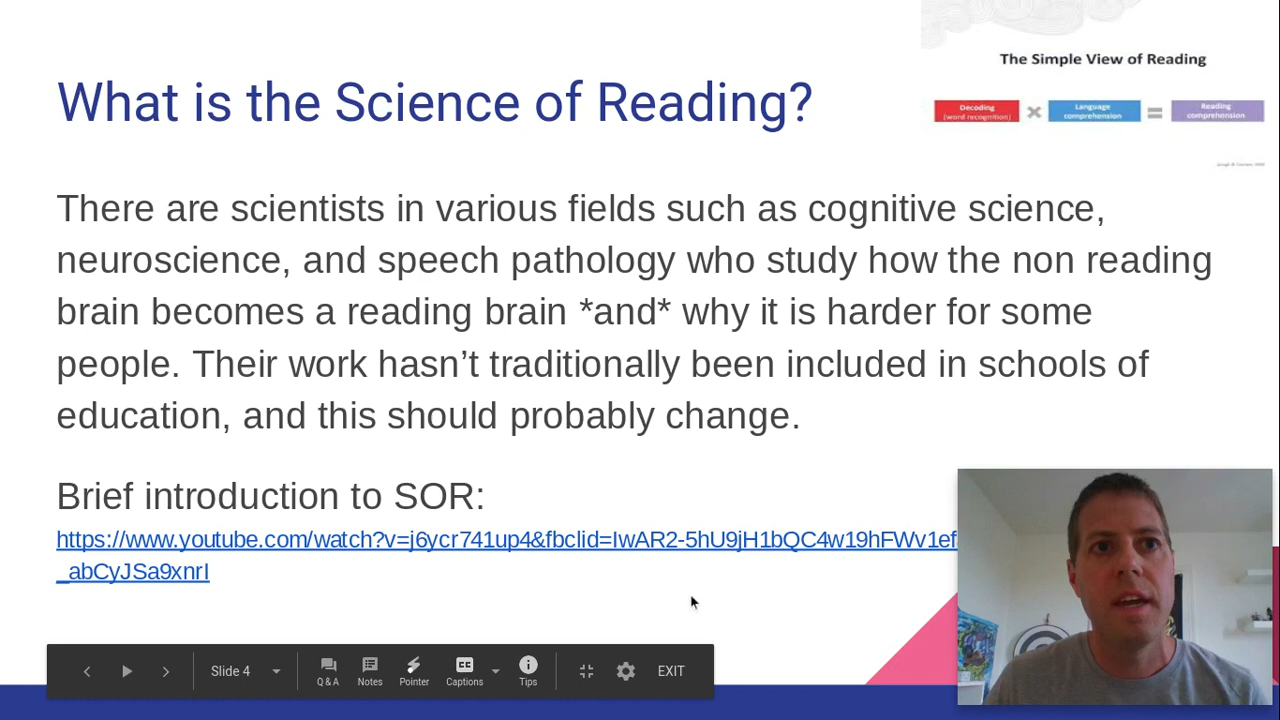 The Simple View of Reading
What is the Science of Reading?
Decoding
(word recognition)
Language
comprehension
Reading
comprehension
There are scientists in various fields such as cognitive science,
neuroscience, and speech pathology who study how the non reading
brain becomes a reading brain *and* why it is harder for some
people. Their work hasn’t traditionally been included in schools of
education, and this should probably change.
Brief introduction to SOR:
https://www.youtube.com/watch?v=j6ycr741up4&fbclid=IwAR2-5hU9jH1bQC4w19hFWv1ef
_abCyJSa9xnrI
Slide 4
Q & A
Notes
Pointer
CC
Captions
Tips
EXIT